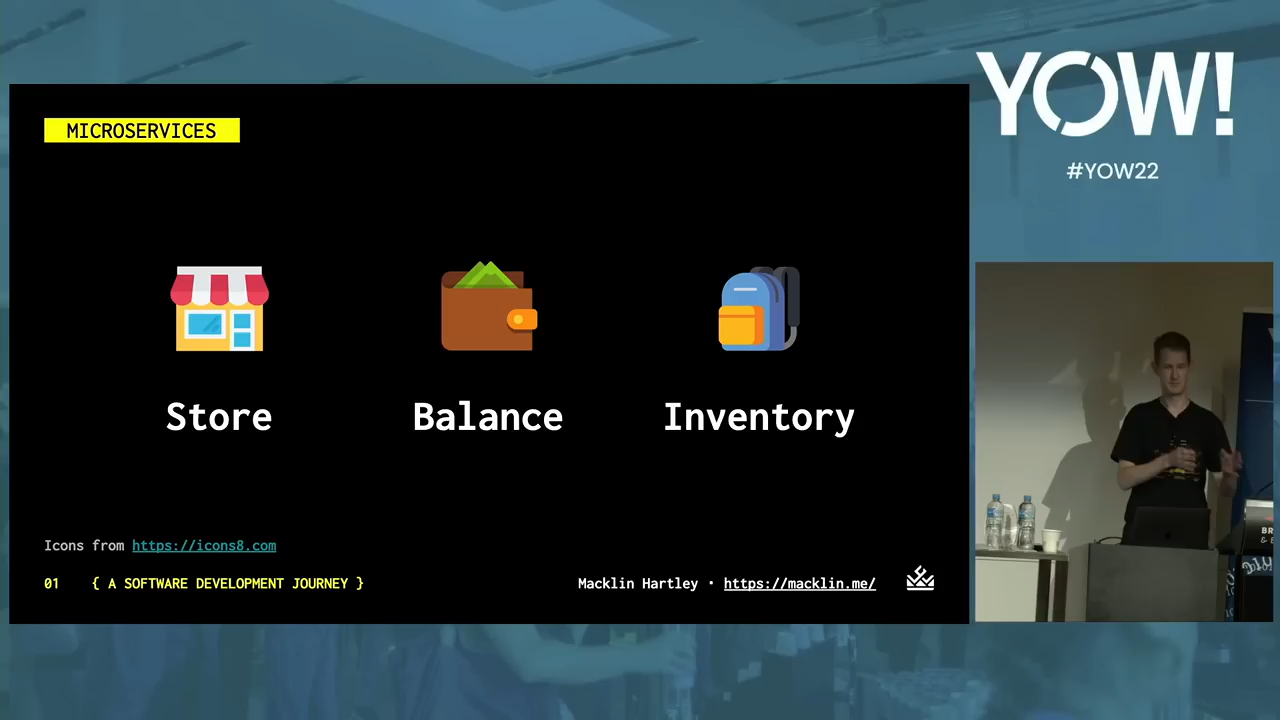 YOW!
#YOW22
MICROSERVICES
Store
Balance
Inventory
Icons from https://icons8.com
01 { A SOFTWARE DEVELOPMENT JOURNEY }
Macklin Hartley • https://macklin.me/
BR